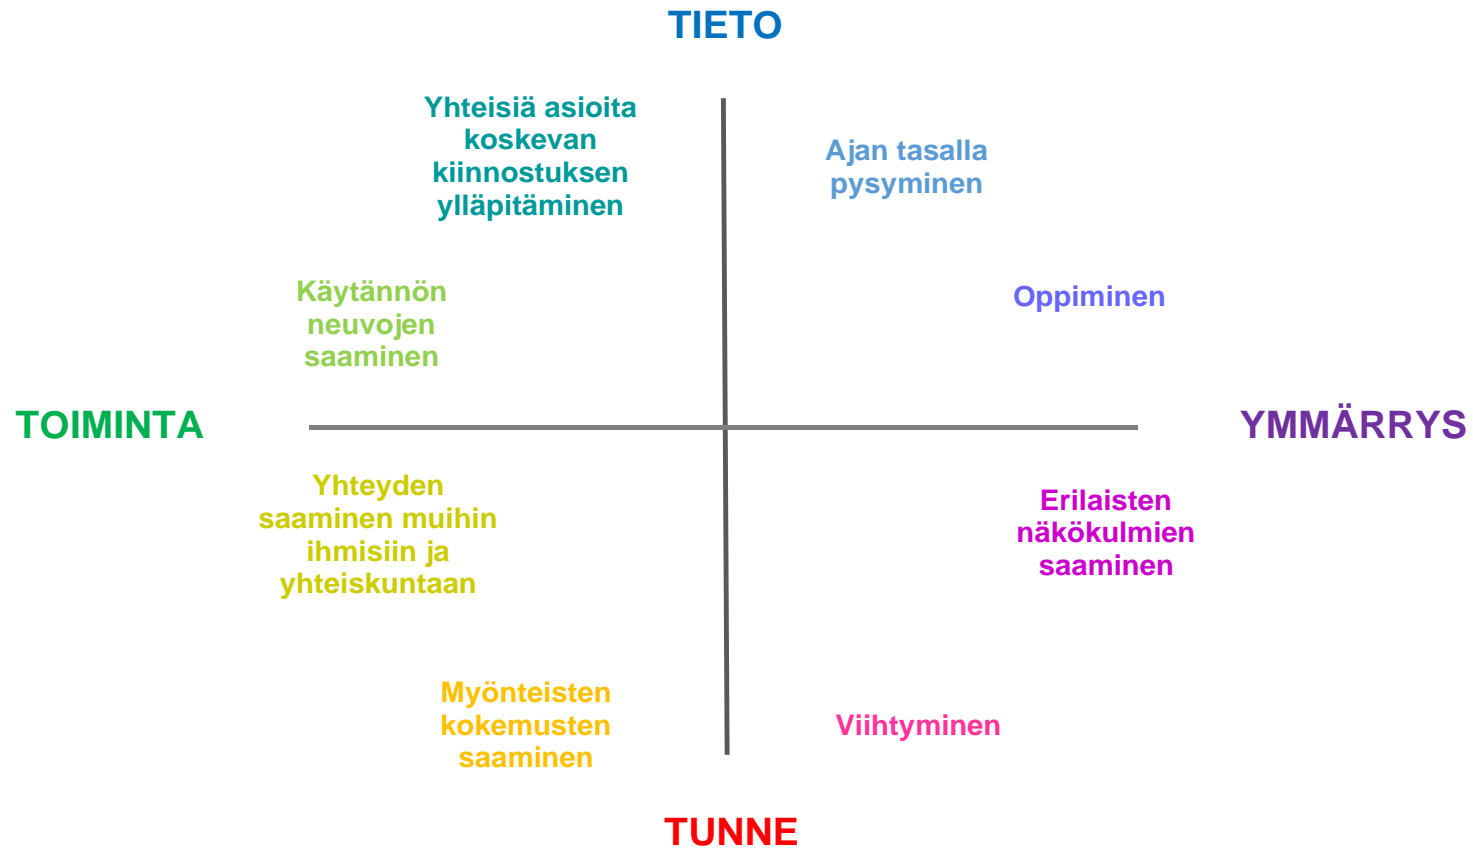 TIETO
Yhteisiä asioita
koskevan
kiinnostuksen
ylläpitäminen
Ajan tasalla
pysyminen
Käytännön
neuvojen
saaminen
Oppiminen
TOIMINTA
YMMÄRRYS
Yhteyden
saaminen muihin
ihmisiin ja
yhteiskuntaan
Erilaisten
näkökulmien
saaminen
Myönteisten
kokemusten
saaminen
Viihtyminen
TUNNE